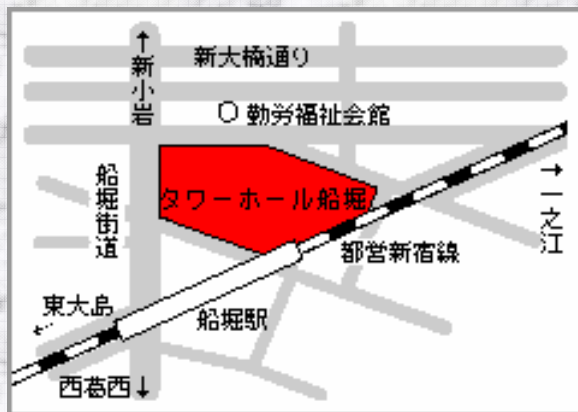 ↑新小岩
新大橋通り
勤労福祉会館
船堀街道
タワーホール船堀
→一之江
都営新宿線
東大島
船堀駅
西葛西↓